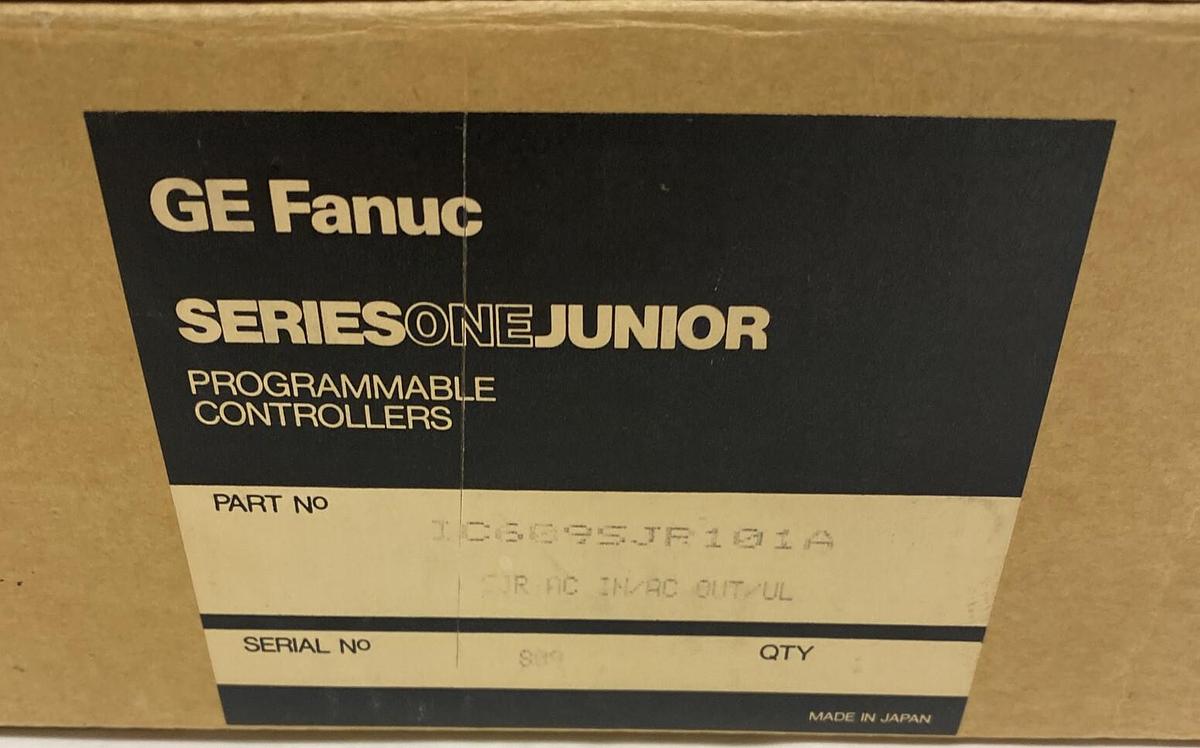 GE Fanuc
SERIESONEJUNIOR
PROGRAMMABLE
CONTROLLERS
PART Nº
IC609SJR101A
SJR AC IN/AC OUT/UL
SERIAL Nº
QTY
MADE IN JAPAN